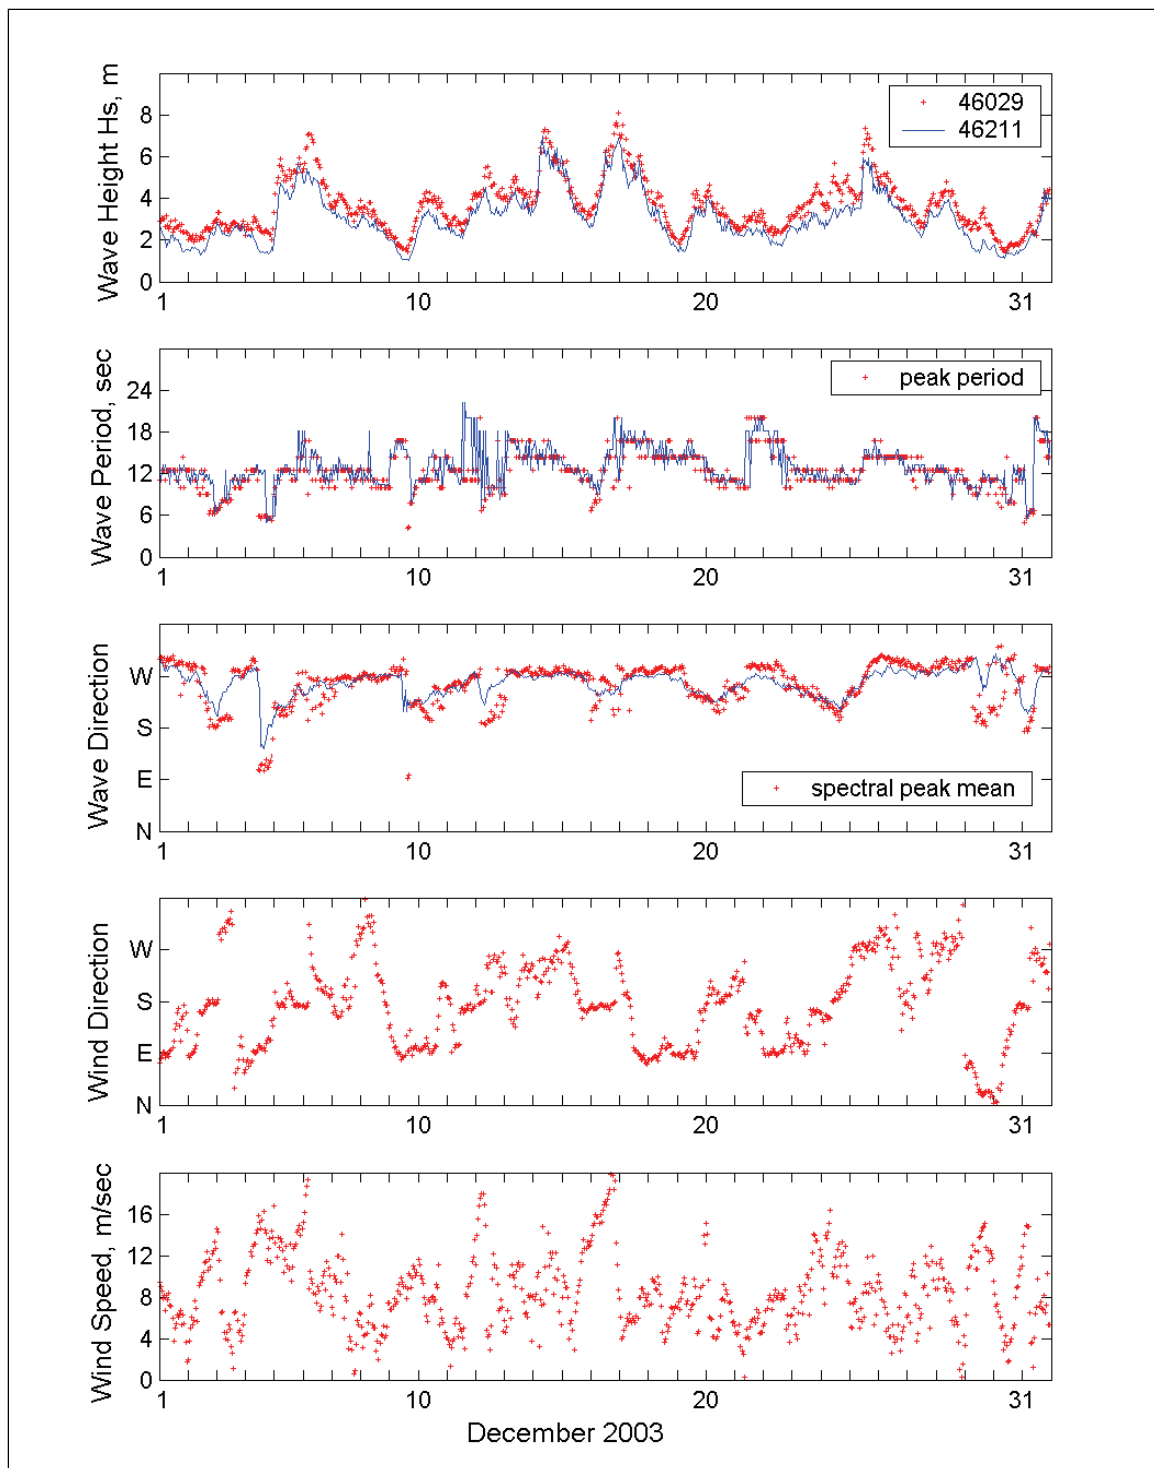 Wave Height Hs, m
8
6
4
2
0
46029
46211
1 10 20 31
Wave Period, sec
24
18
12
6
0
peak period
1 10 20 31
Wave Direction
W
S
E
N
spectral peak mean
1 10 20 31
Wind Direction
W
S
E
N
1 10 20 31
Wind Speed, m/sec
16
12
8
4
0
1 10 20 31
December 2003